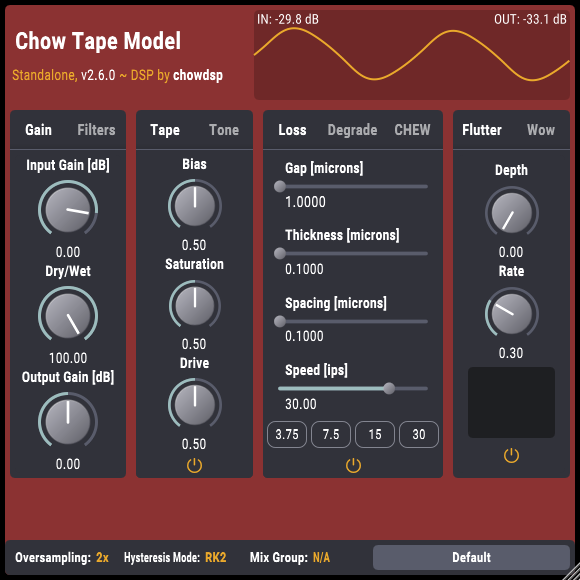 IN: -29.8 dB
OUT: -33.1 dB
Chow Tape Model
Standalone, v2.6.0 ~ DSP by chowdsp
Gain
Filters
Input Gain [dB]
0.00
Dry/Wet
100.00
Output Gain [dB]
0.00
Tape
Tone
Bias
0.50
Saturation
0.50
Drive
0.50
Loss
Degrade
CHEW
Gap [microns]
1.0000
Thickness [microns]
0.1000
Spacing [microns]
0.1000
Speed [ips]
30.00
3.75
7.5
15
30
Flutter
Wow
Depth
0.00
Rate
0.30
Oversampling: 2x
Hysteresis Mode: RK2
Mix Group: N/A
Default